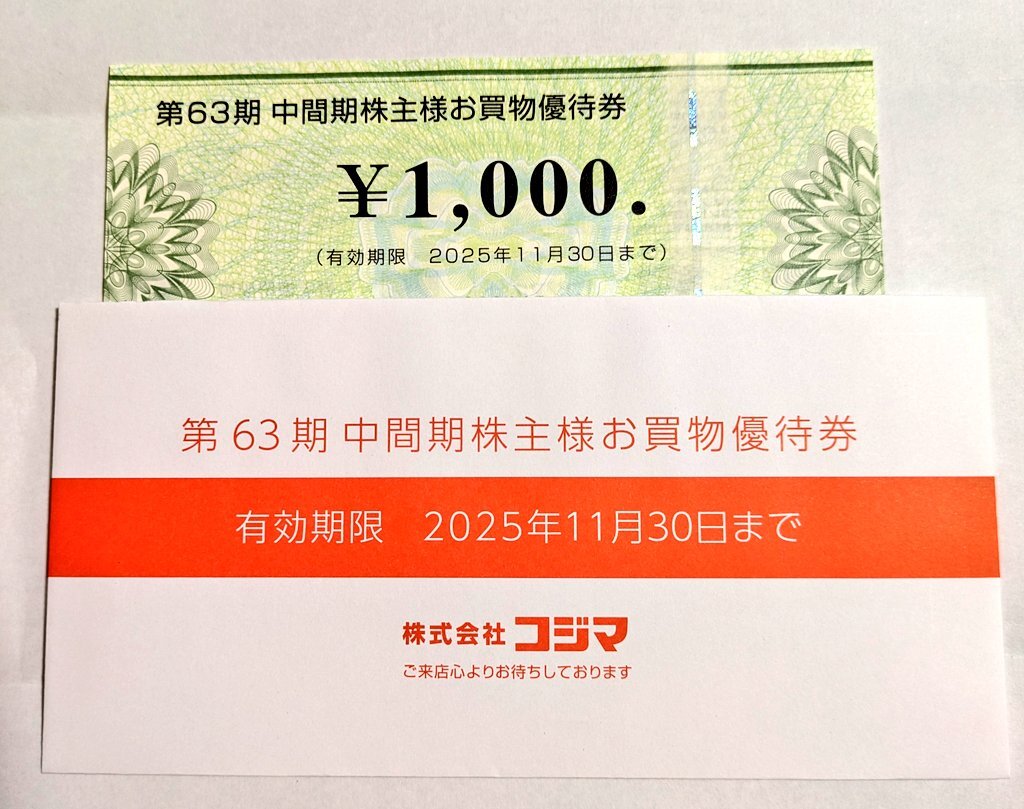 第63期 中間期株主様お買物優待券
¥1,000.
（有効期限　2025年11月30日まで）
第63期 中間期株主様お買物優待券
有効期限　2025年11月30日まで
株式会社 コジマ
ご来店心よりお待ちしております